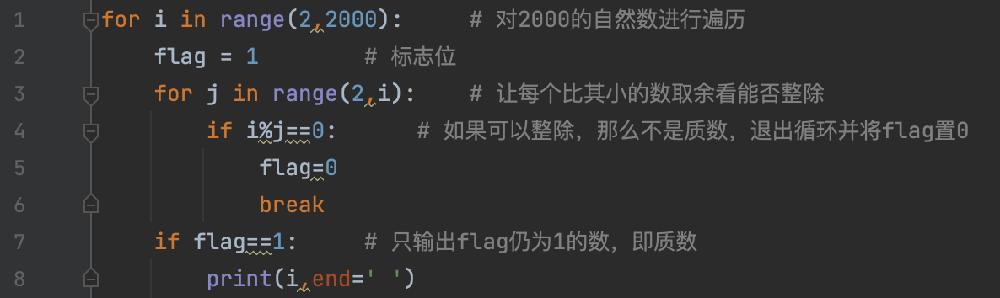 1 for i in range(2,2000):     # 对2000的自然数进行遍历
2     flag = 1        # 标志位
3     for j in range(2,i):    # 让每个比其小的数取余看能否整除
4         if i%j==0:      # 如果可以整除，那么不是质数，退出循环并将flag置0
5             flag=0
6             break
7     if flag==1:     # 只输出flag仍为1的数，即质数
8         print(i,end=' ')